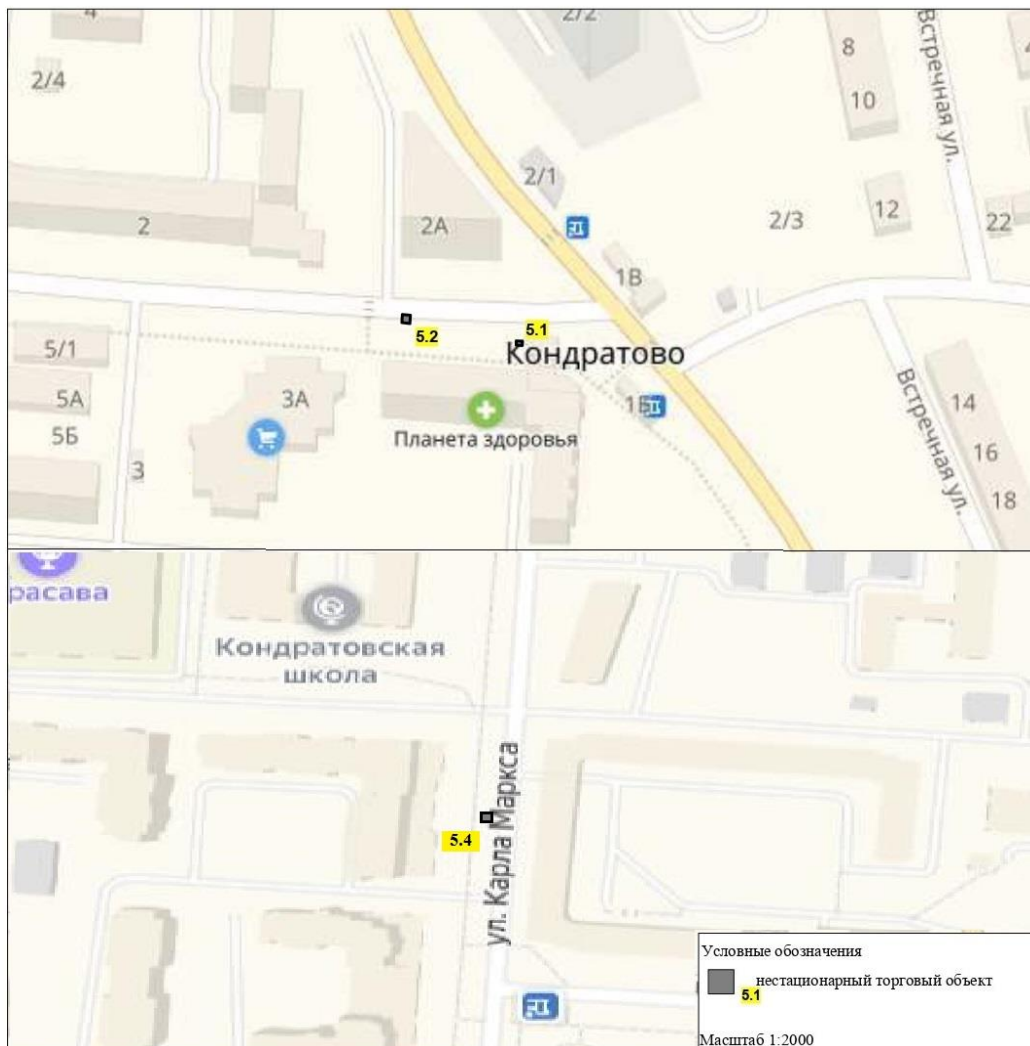 4
2/2
Встречная ул.
8
2/4
10
2/1
2
2А
2/3
12
22
1В
5.2
5.1
Кондратово
5/1
5А
3А
14
5Б
Планета здоровья
Встречная ул.
16
3
18
расава
Кондратовская
школа
ул. Карла Маркса
5.4
Условные обозначения
нестационарный торговый объект
5.1
Масштаб 1:2000